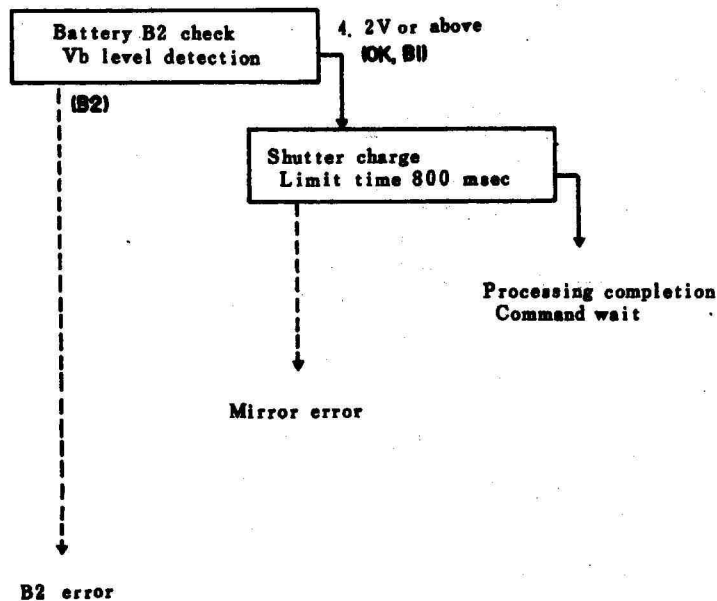 Battery B2 check
Vb level detection
4. 2V or above
(OK, B1)
(B2)
Shutter charge
Limit time 800 msec
Processing completion
Command wait
Mirror error
B2 error